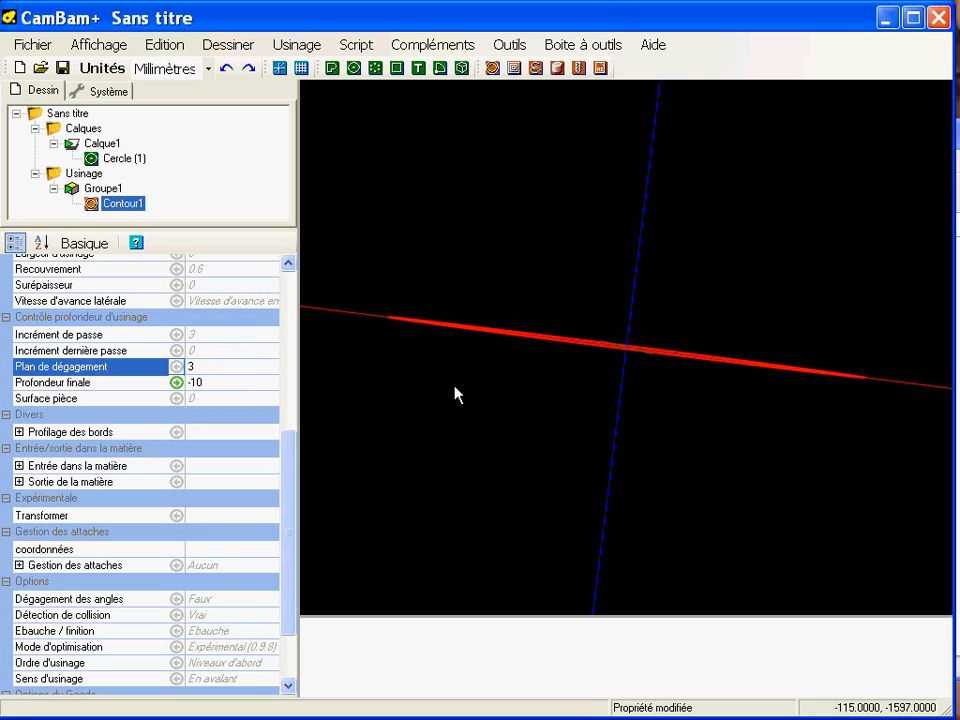 CamBam+ Sans titre
Fichier Affichage Edition Dessiner Usinage Script Compléments Outils Boite à outils Aide
Unités Millimètres
Dessin Système
Sans titre
Calques
Calque1
Cercle (1)
Usinage
Groupe1
Contour1
Basique
Largeur d'usinage 0
Recouvrement 0.6
Surépaisseur 0
Vitesse d'avance latérale Vitesse d'avance en
Contrôle profondeur d'usinage
Incrément de passe 3
Incrément dernière passe 0
Plan de dégagement 3
Profondeur finale -10
Surface pièce 0
Divers
Profilage des bords
Entrée/sortie dans la matière
Entrée dans la matière
Sortie de la matière
Expérimentale
Transformer
Gestion des attaches
coordonnées
Gestion des attaches Aucun
Options
Dégagement des angles Faux
Détection de collision Vrai
Ebauche / finition Ebauche
Mode d'optimisation Expérimental (0.9.8)
Ordre d'usinage Niveaux d'abord
Sens d'usinage En avalant
Propriété modifiée -115.0000, -1597.0000